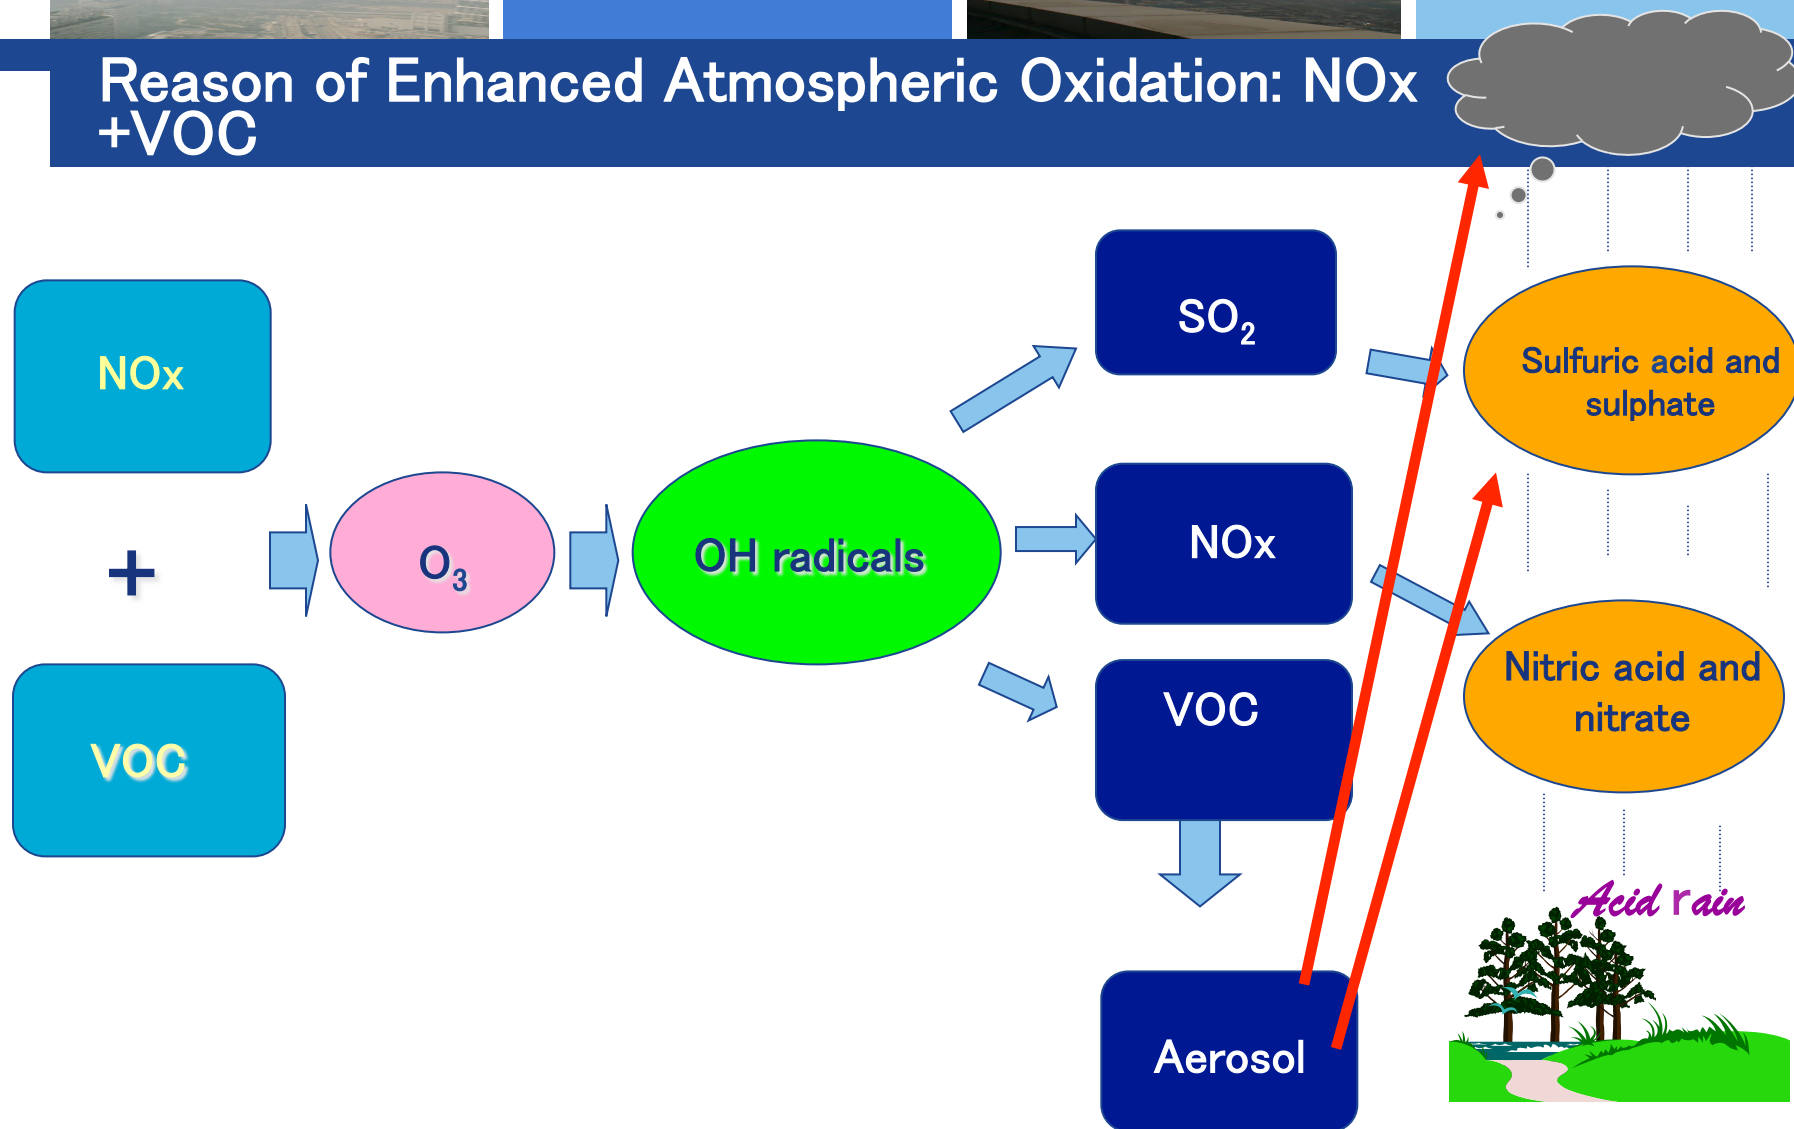 Reason of Enhanced Atmospheric Oxidation: NOx
+VOC
NOx
+
VOC
O₃
OH radicals
SO₂
NOx
VOC
Aerosol
Sulfuric acid and
sulphate
Nitric acid and
nitrate
Acid rain